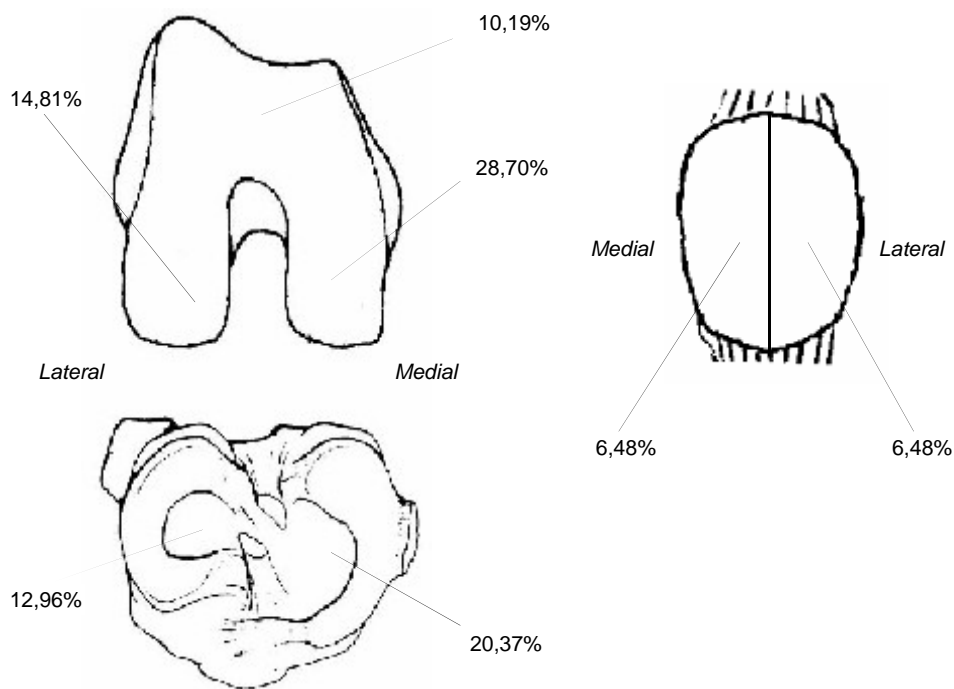 10,19%
14,81%
28,70%
Lateral
Medial
12,96%
20,37%
Medial
Lateral
6,48%
6,48%